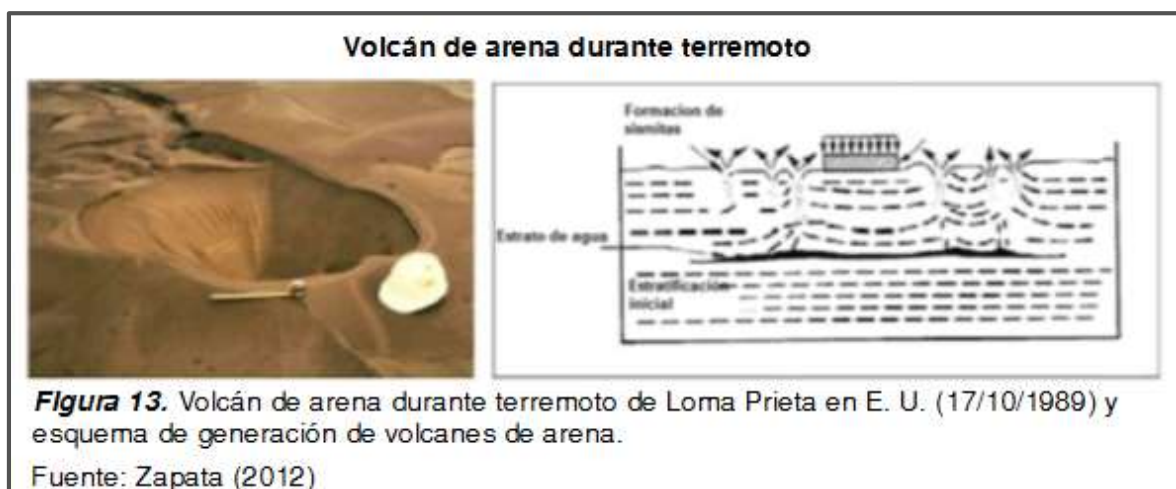 Volcán de arena durante terremoto
Formacion de
sismitas
Estrato de agua
Estratificación
inicial
Figura 13. Volcán de arena durante terremoto de Loma Prieta en E. U. (17/10/1989) y
esquema de generación de volcanes de arena.
Fuente: Zapata (2012)